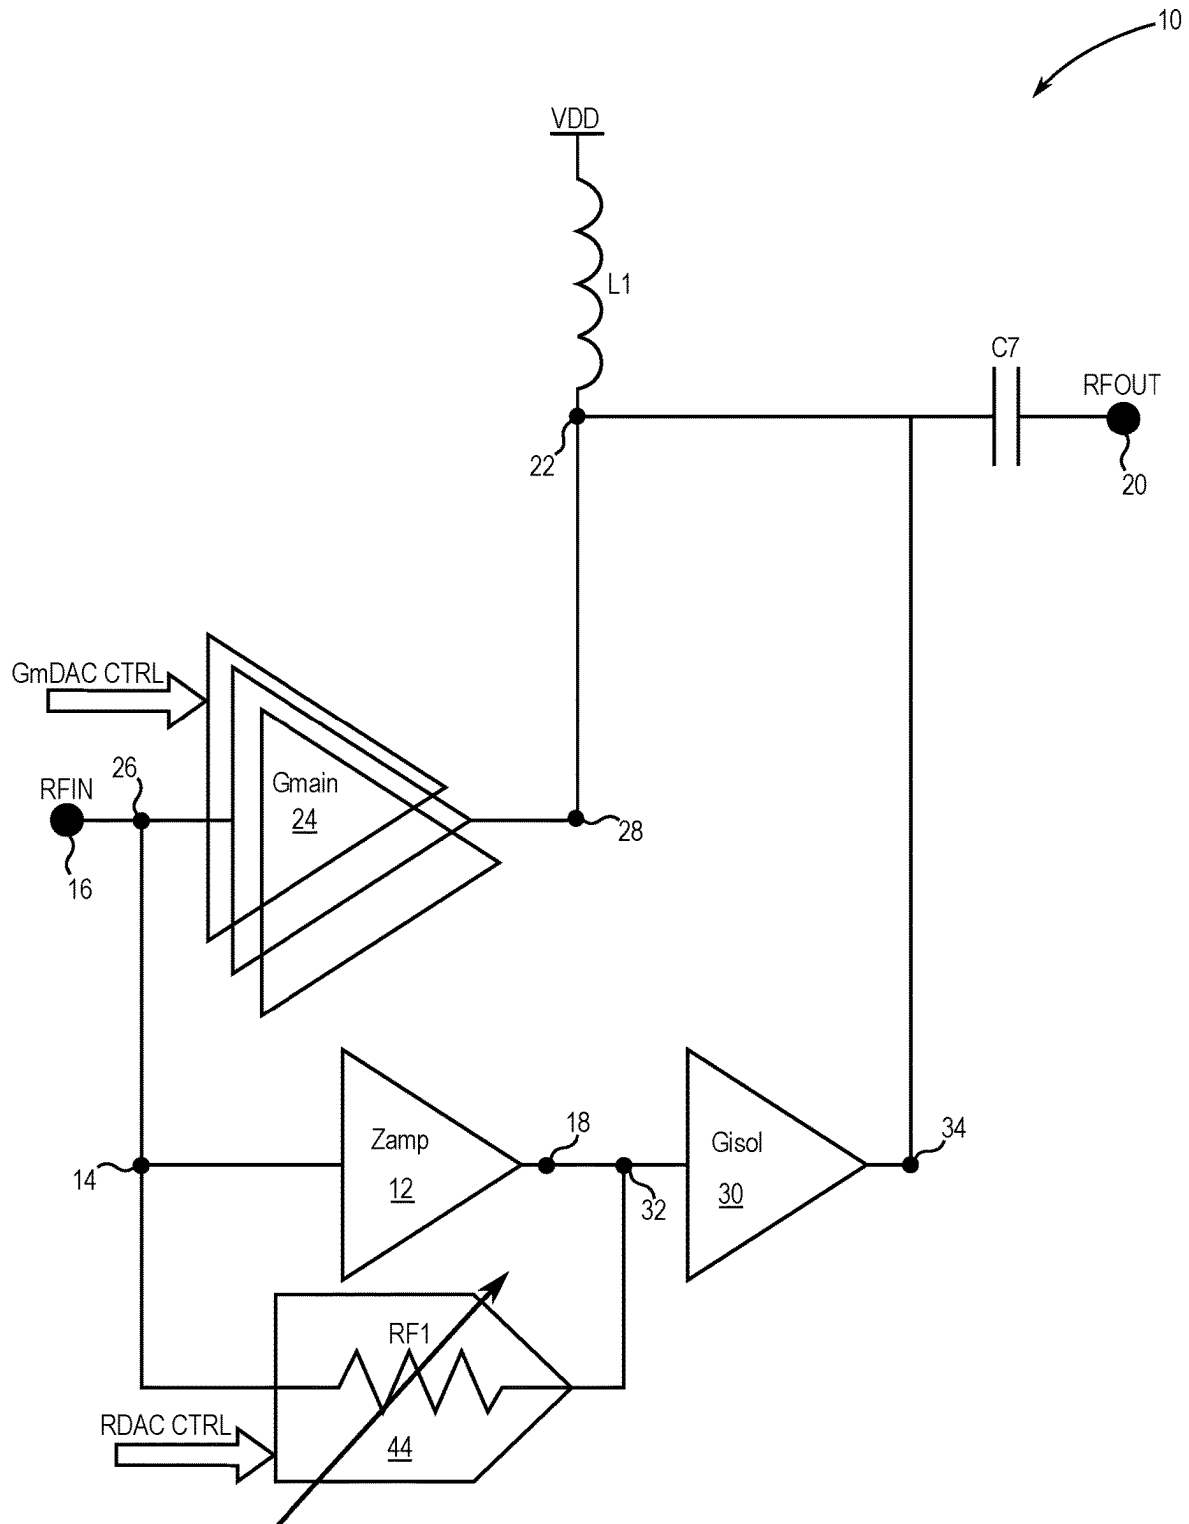 10
VDD
L1
C7
RFOUT
22
20
GmDAC CTRL
26
RFIN
Gmain
24
28
16
18
34
Zamp
Gisol
14
12
32
30
RF1
RDAC CTRL
44